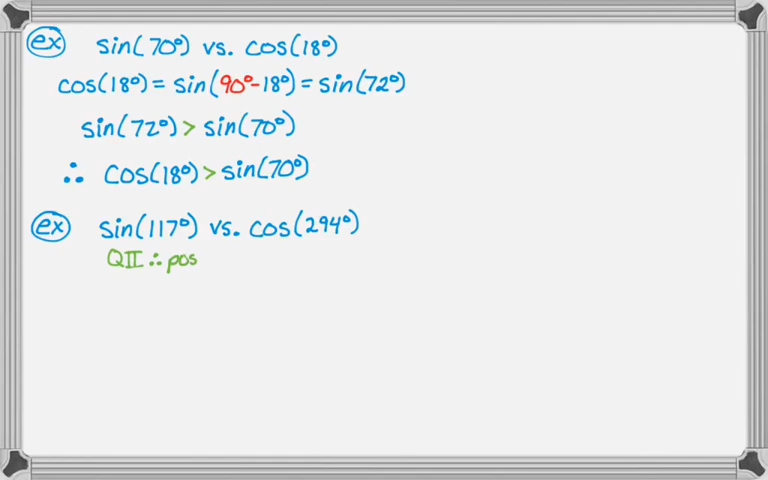 ex sin(70°) vs. cos(18°)
cos(18°) = sin(90°-18°) = sin(72°)
sin(72°) > sin(70°)
∴ cos(18°) > sin(70°)
ex sin(117°) vs. cos(294°)
QII ∴ pos